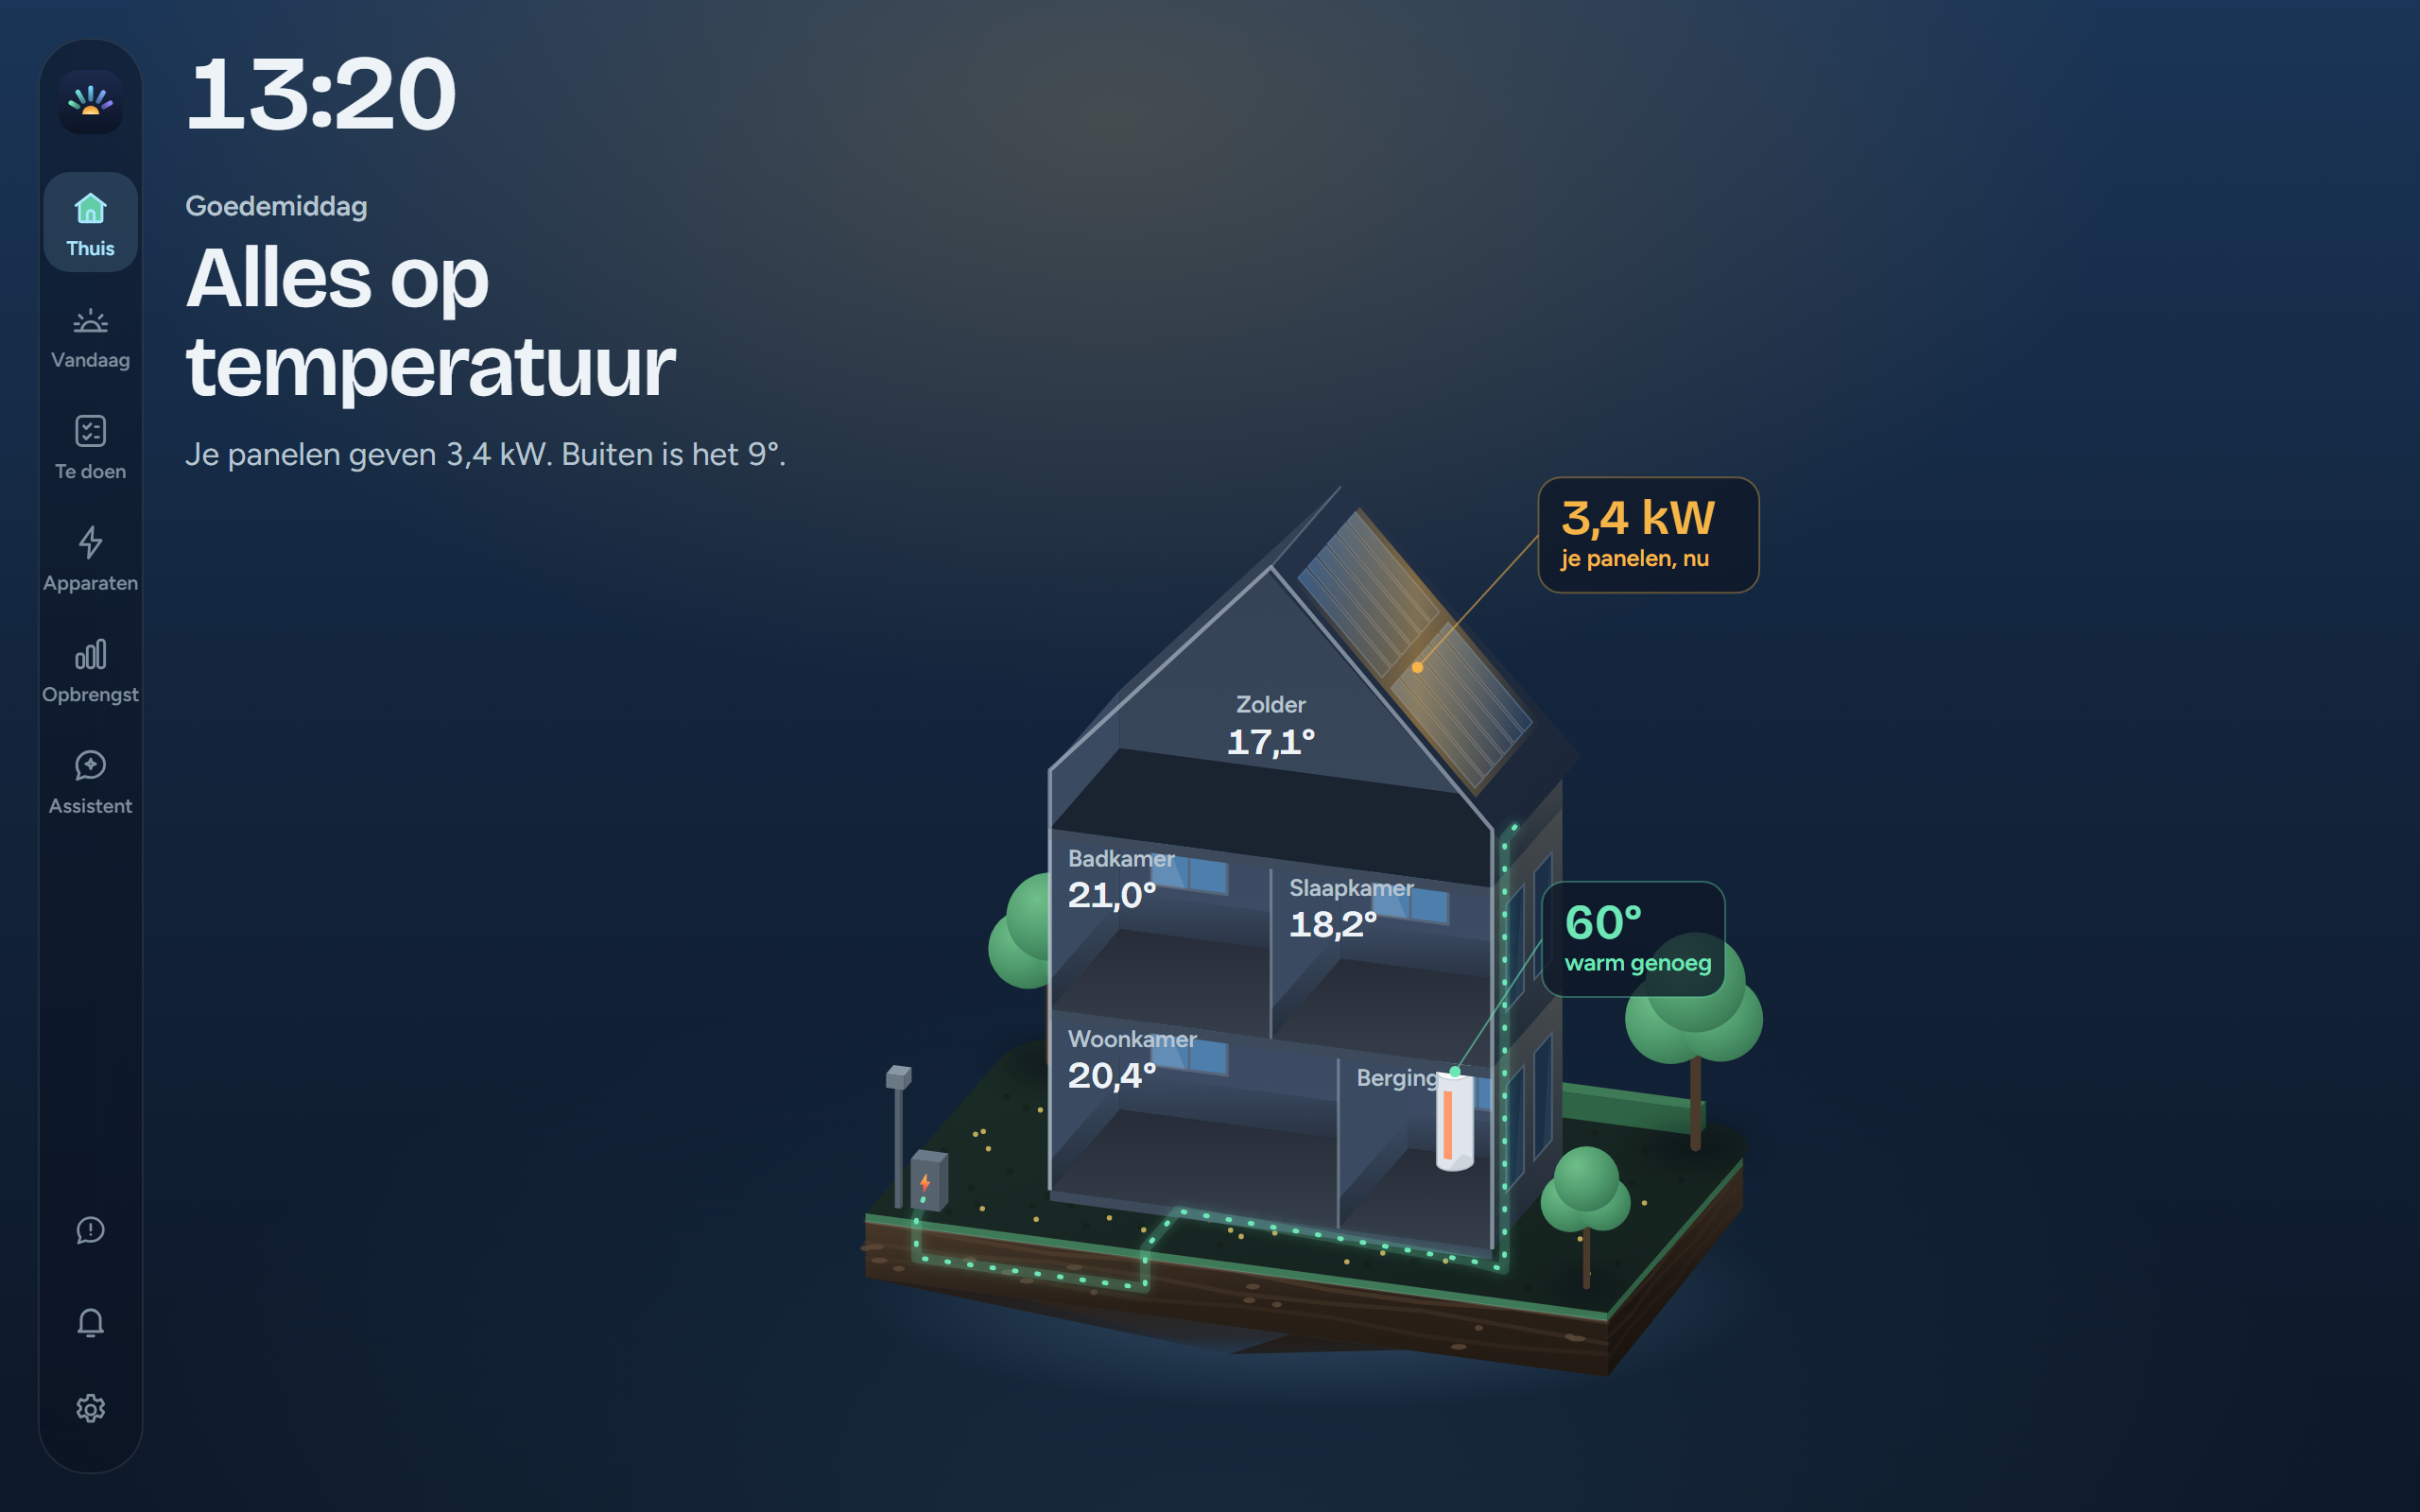 13:20
Goedemiddag
Alles op
temperatuur
Je panelen geven 3,4 kW. Buiten is het 9°.
Thuis
Vandaag
Te doen
Apparaten
Opbrengst
Assistent
3,4 kW
je panelen, nu
Zolder
17,1°
Badkamer
21,0°
Slaapkamer
18,2°
60°
warm genoeg
Woonkamer
20,4°
Berging